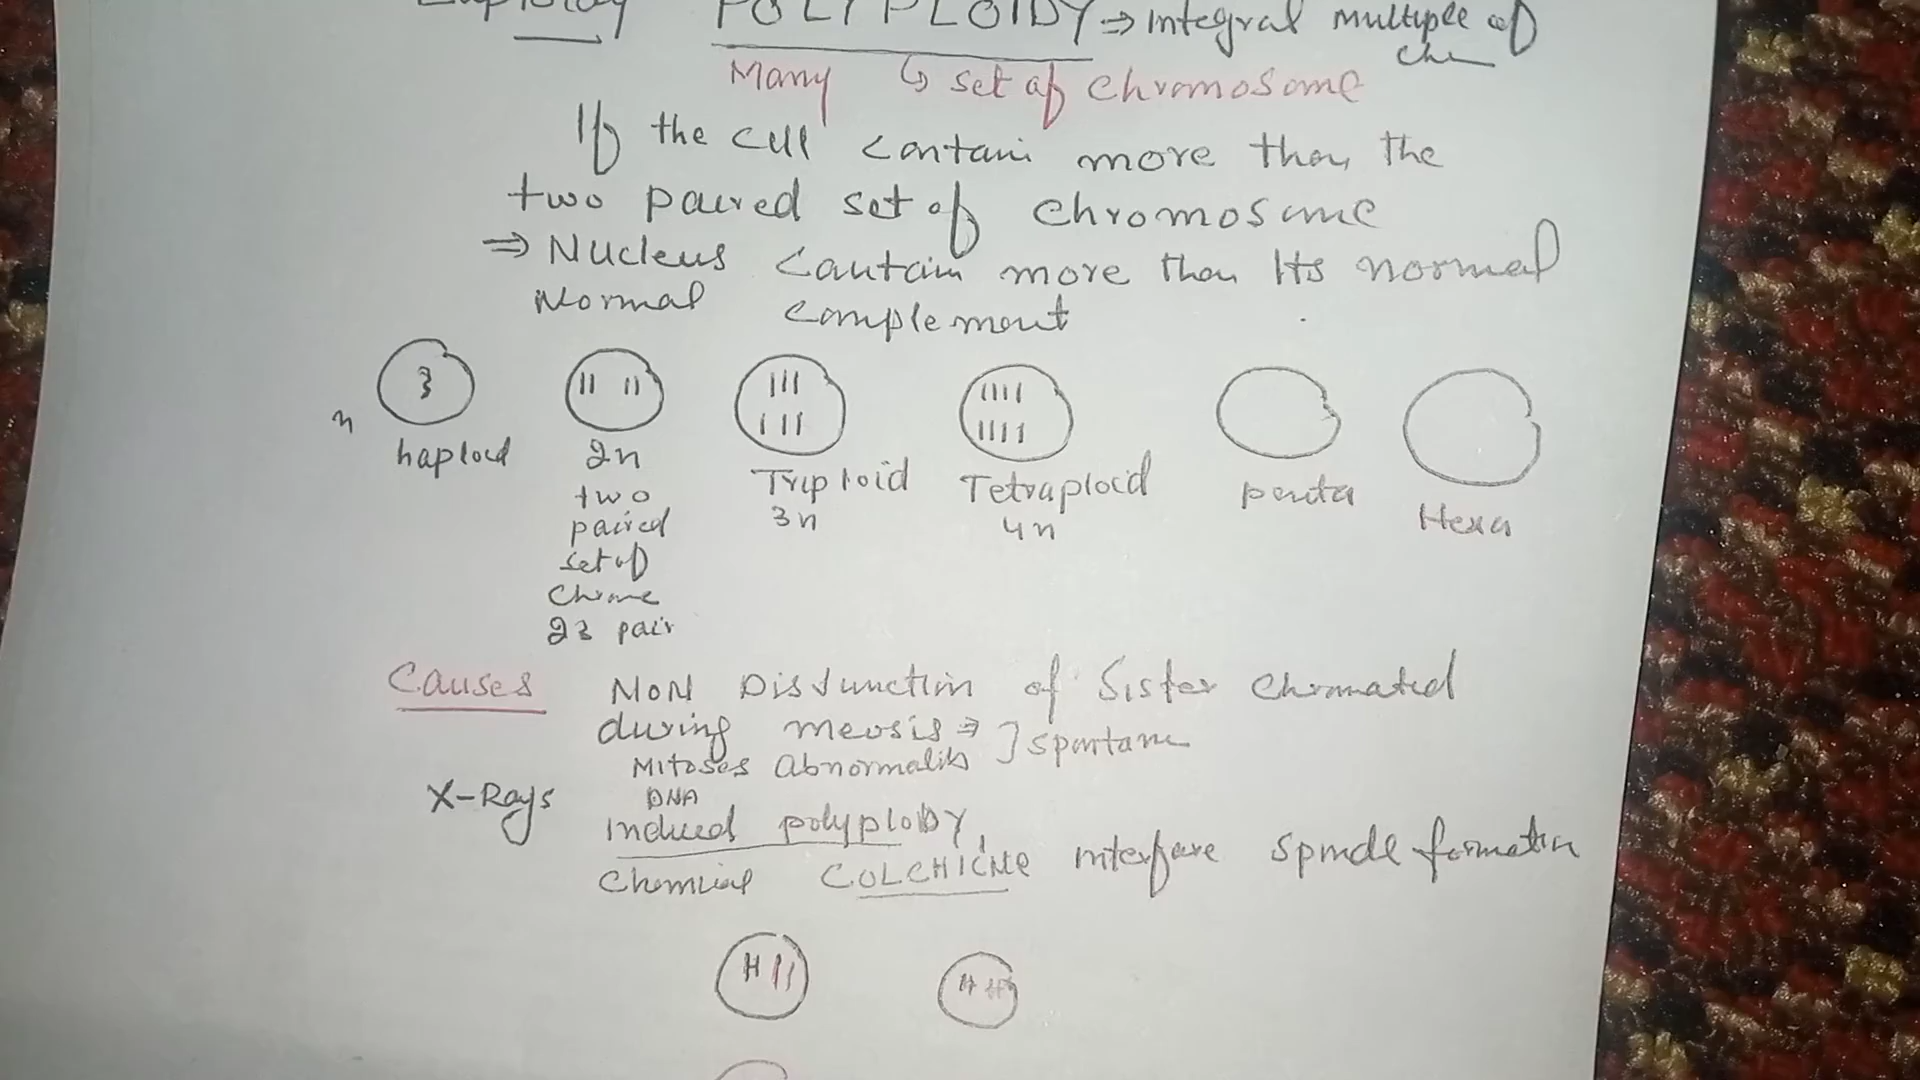 POLYPLOIDY ⇒ Integral multiple of
Many ↳ set of chromosome
If the cell contain more than the
two paired set of chromosome
⇒ Nucleus contain more than Its normal
Normal complement
n
haploid
2n
two
paired
set of
Chrome
23 pair
Triploid
3n
Tetraploid
4n
penta
Hexa
Causes NON Disjunction of Sister chromated
during meosis ⇒ ] spontane
Mitoses Abnormalits
X-Rays DNA
Induced polyploDY,
chemical COLCHICINE interfare spindle formation